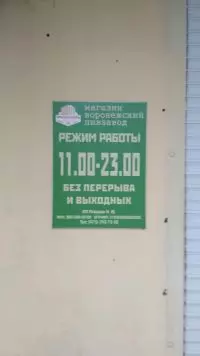 магазин
воронежский
пивзавод
РЕЖИМ РАБОТЫ
11.00-23.00
БЕЗ ПЕРЕРЫВА
И ВЫХОДНЫХ